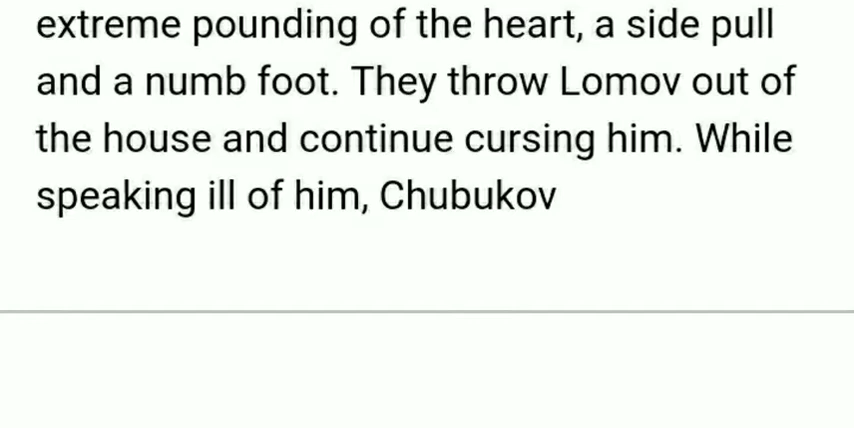 extreme pounding of the heart, a side pull
and a numb foot. They throw Lomov out of
the house and continue cursing him. While
speaking ill of him, Chubukov